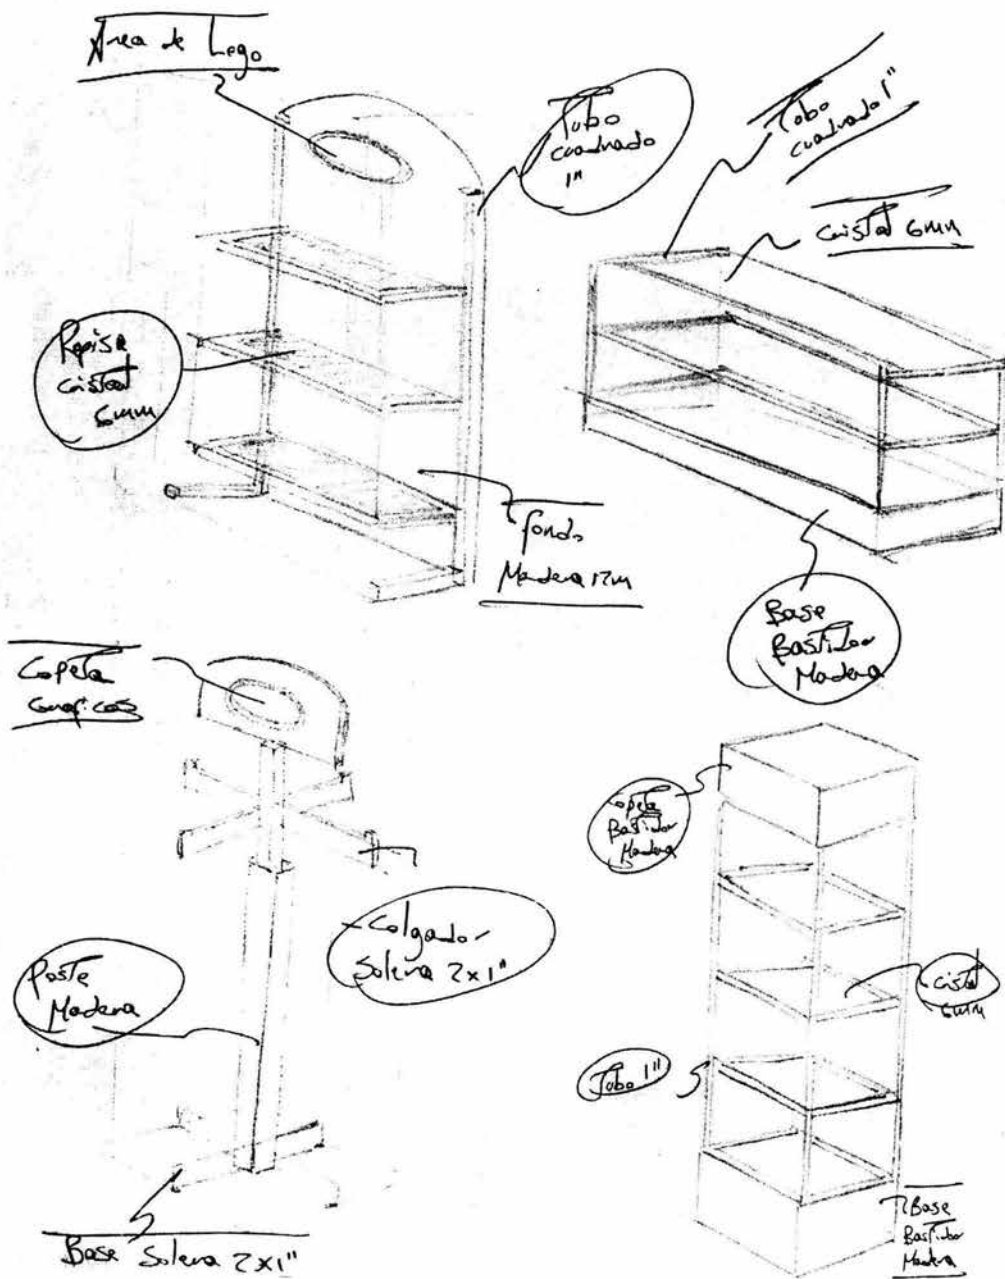 Area de Lego
Tubo
cuadrado
1"
Tubo
cuadrado 1"
Cristal 6mm
Repisa
cristal
6mm
fondo
Madera 12m
Base
Bastidor
Madera
Copete
Graficos
Copete
Bastidor
Madera
Colgador
Solera 2x1"
Poste
Madera
Cristal
6mm
Tubo 1"
Base Solera 2x1"
Base
Bastidor
Madera